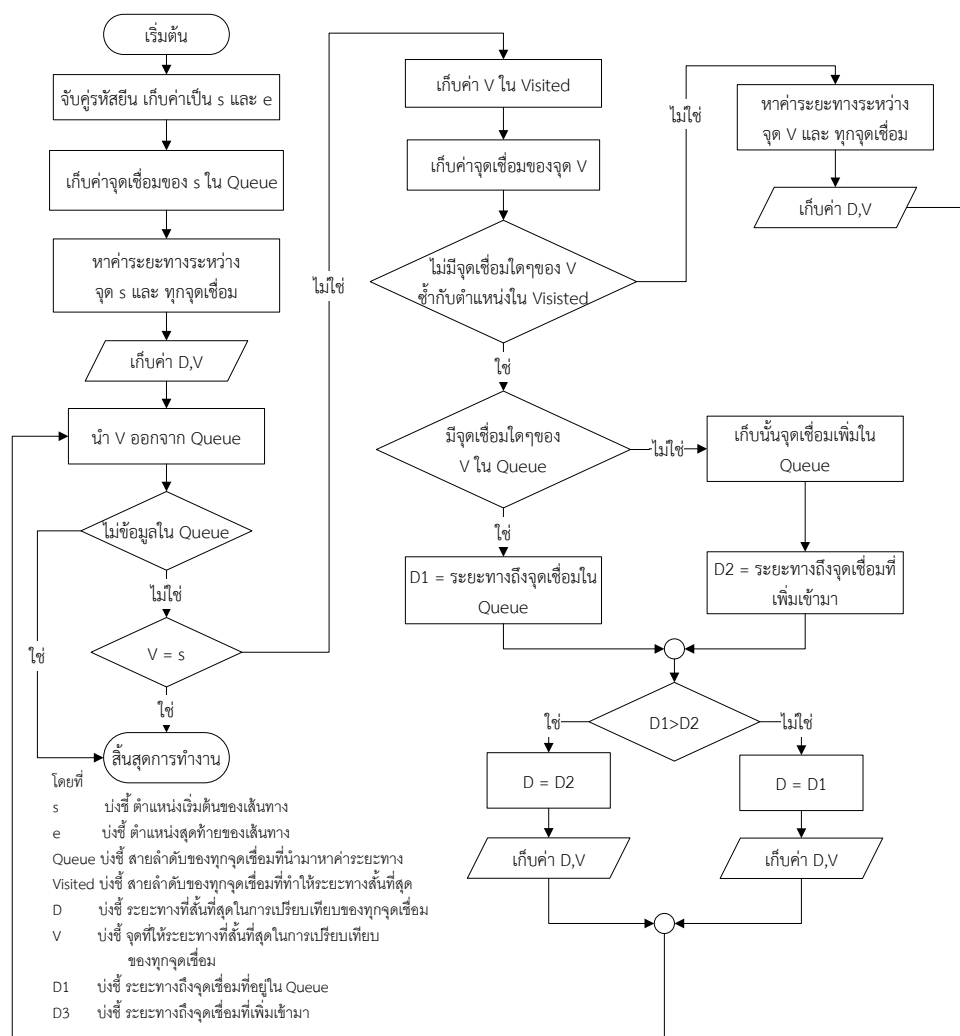 เริ่มต้น
จับคู่รหัสยีน เก็บค่าเป็น s และ e
เก็บค่าจุดเชื่อมของ s ใน Queue
หาค่าระยะทางระหว่าง
จุด s และ ทุกจุดเชื่อม
เก็บค่า D,V
นำ V ออกจาก Queue
ไม่ข้อมูลใน Queue
ไม่ใช่
ใช่
V = s
ไม่ใช่
ใช่
สิ้นสุดการทำงาน
เก็บค่า V ใน Visited
เก็บค่าจุดเชื่อมของจุด V
ไม่มีจุดเชื่อมใดๆของ V
ซ้ำกับตำแหน่งใน Visisted
ไม่ใช่
หาค่าระยะทางระหว่าง
จุด V และ ทุกจุดเชื่อม
เก็บค่า D,V
ใช่
มีจุดเชื่อมใดๆของ
V ใน Queue
ไม่ใช่
เก็บนั้นจุดเชื่อมเพิ่มใน
Queue
ใช่
D1 = ระยะทางถึงจุดเชื่อมใน
Queue
D2 = ระยะทางถึงจุดเชื่อมที่
เพิ่มเข้ามา
D1>D2
ใช่
ไม่ใช่
D = D2
D = D1
เก็บค่า D,V
เก็บค่า D,V
โดยที่
s บ่งชี้ ตำแหน่งเริ่มต้นของเส้นทาง
e บ่งชี้ ตำแหน่งสุดท้ายของเส้นทาง
Queue บ่งชี้ สายลำดับของทุกจุดเชื่อมที่นำมาหาค่าระยะทาง
Visited บ่งชี้ สายลำดับของทุกจุดเชื่อมที่ทำให้ระยะทางสั้นที่สุด
D บ่งชี้ ระยะทางที่สั้นที่สุดในการเปรียบเทียบของทุกจุดเชื่อม
V บ่งชี้ จุดที่ให้ระยะทางที่สั้นที่สุดในการเปรียบเทียบ
ของทุกจุดเชื่อม
D1 บ่งชี้ ระยะทางถึงจุดเชื่อมที่อยู่ใน Queue
D3 บ่งชี้ ระยะทางถึงจุดเชื่อมที่เพิ่มเข้ามา